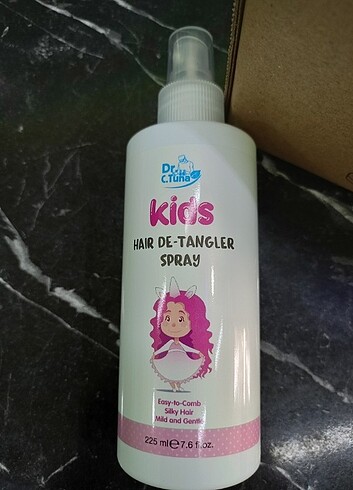 Dr.
C.Tuna
kids
HAIR DE-TANGLER
SPRAY
Easy-to-Comb
Silky Hair
Mild and Gentle
225 ml ℮ 7.6 fl.oz.